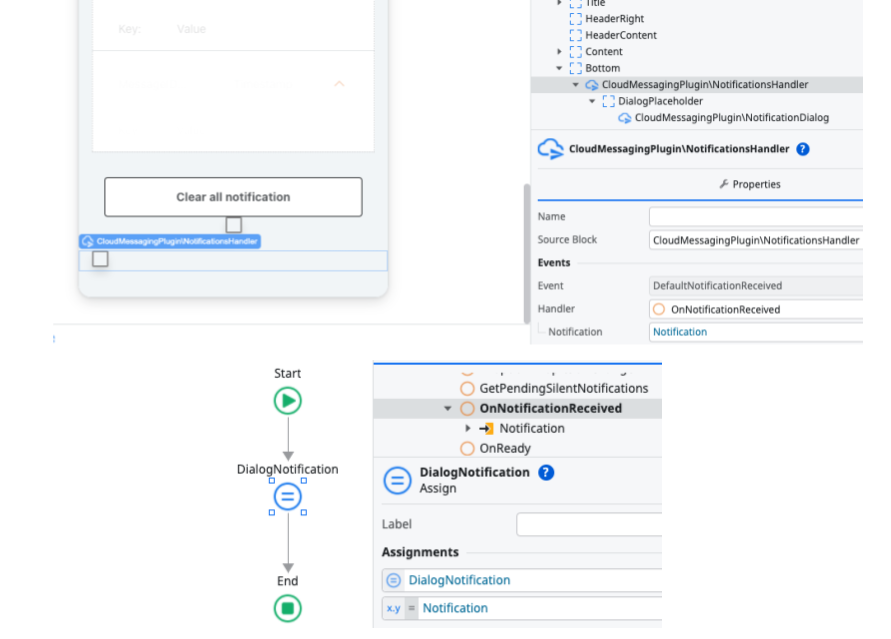 Title
HeaderRight
Key: Value
HeaderContent
Content
Bottom
CloudMessagingPlugin\NotificationsHandler
DialogPlaceholder
CloudMessagingPlugin\NotificationDialog
CloudMessagingPlugin\NotificationsHandler ?
Properties
Clear all notification
Name
CloudMessagingPlugin\NotificationsHandler
Source Block CloudMessagingPlugin\NotificationsHandler
Events
Event DefaultNotificationReceived
Handler OnNotificationReceived
Notification Notification
Start
GetPendingSilentNotifications
OnNotificationReceived
Notification
OnReady
DialogNotification
DialogNotification ?
Assign
Label
Assignments
DialogNotification
End
x.y = Notification